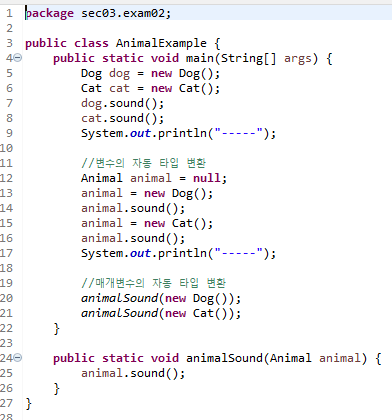 1 package sec03.exam02;
2
3 public class AnimalExample {
4 public static void main(String[] args) {
5 Dog dog = new Dog();
6 Cat cat = new Cat();
7 dog.sound();
8 cat.sound();
9 System.out.println("-----");
10
11 //변수의 자동 타입 변환
12 Animal animal = null;
13 animal = new Dog();
14 animal.sound();
15 animal = new Cat();
16 animal.sound();
17 System.out.println("-----");
18
19 //매개변수의 자동 타입 변환
20 animalSound(new Dog());
21 animalSound(new Cat());
22 }
23
24 public static void animalSound(Animal animal) {
25 animal.sound();
26 }
27 }
28